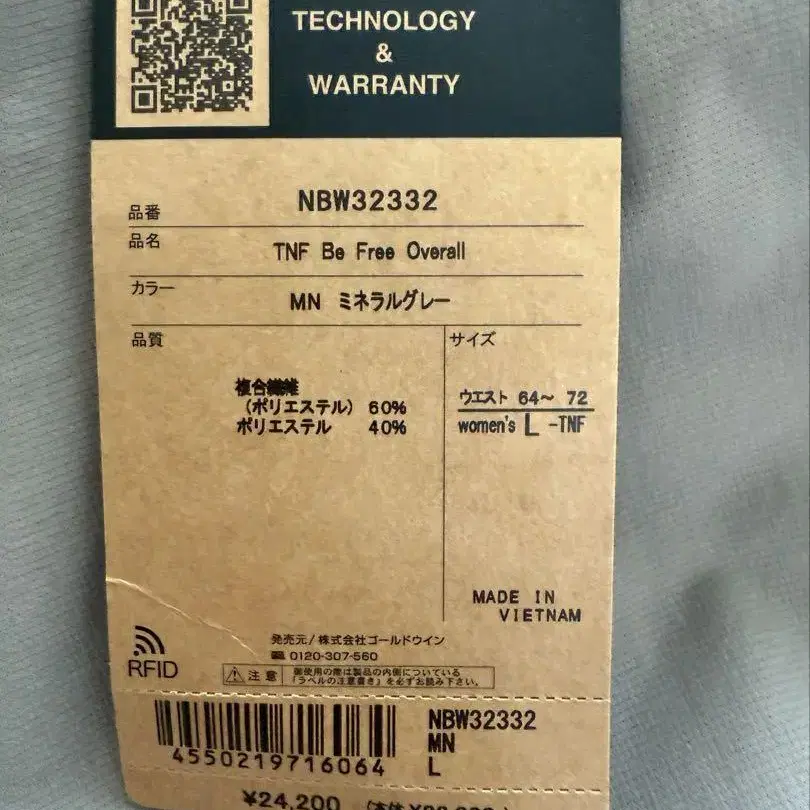 TECHNOLOGY
&
WARRANTY
品番 NBW32332
品名 TNF Be Free Overall
カラー MN ミネラルグレー
品質
複合繊維
(ポリエステル) 60%
ポリエステル 40%
サイズ
ウエスト 64~ 72
women's L -TNF
MADE IN
VIETNAM
RFID
発売元/株式会社ゴールドウイン
0120-307-560
注意 御使用の際は製品の内側についている
「ラベルの注意書き」を必ずお読み下さい。
4550219716064
NBW32332
MN
L
¥24,200 (本体